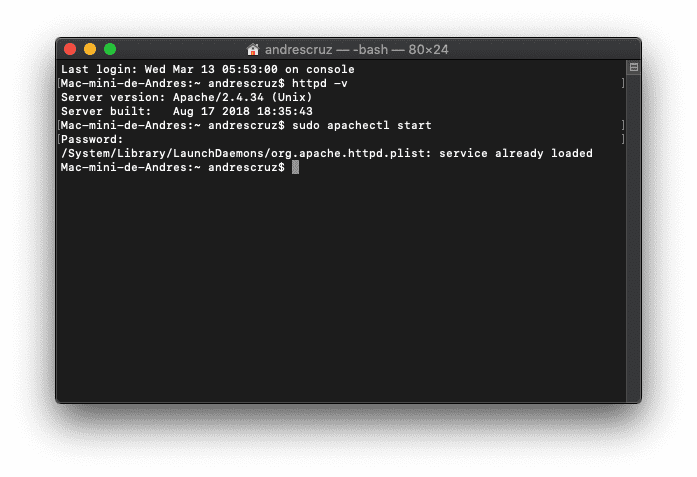 andrescruz — -bash — 80×24
Last login: Wed Mar 13 05:53:00 on console
[Mac-mini-de-Andres:~ andrescruz$ httpd -v ]
Server version: Apache/2.4.34 (Unix)
Server built:   Aug 17 2018 18:35:43
[Mac-mini-de-Andres:~ andrescruz$ sudo apachectl start ]
[Password: ]
/System/Library/LaunchDaemons/org.apache.httpd.plist: service already loaded
Mac-mini-de-Andres:~ andrescruz$